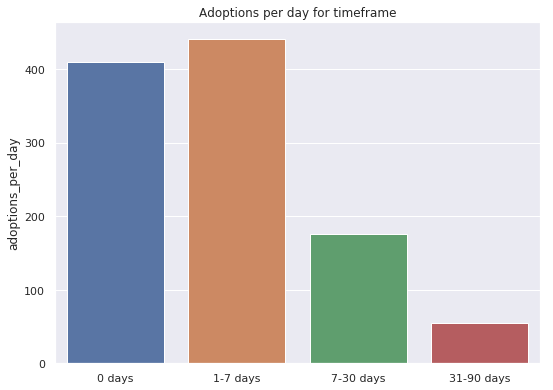 Adoptions per day for timeframe
adoptions_per_day
400
300
200
100
0
0 days
1-7 days
7-30 days
31-90 days